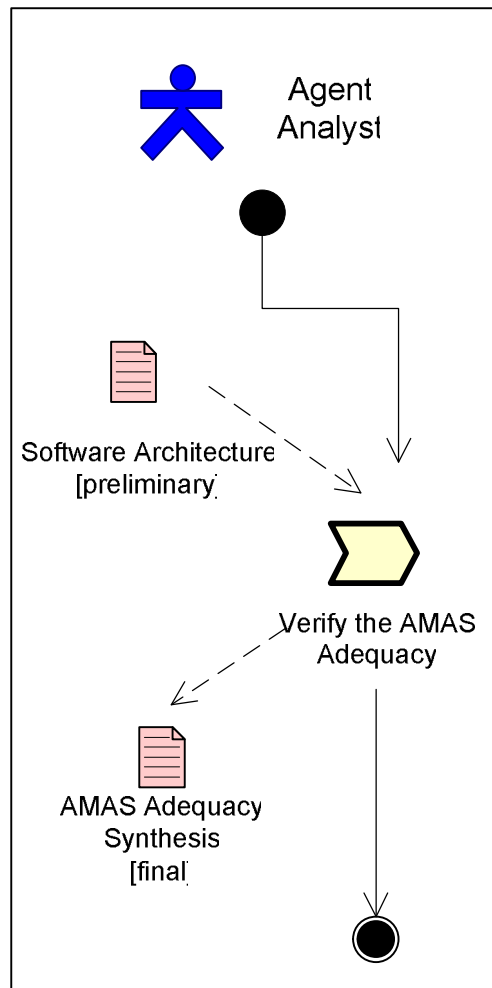 Agent
Analyst
Software Architecture
[preliminary]
Verify the AMAS
Adequacy
AMAS Adequacy
Synthesis
[final]